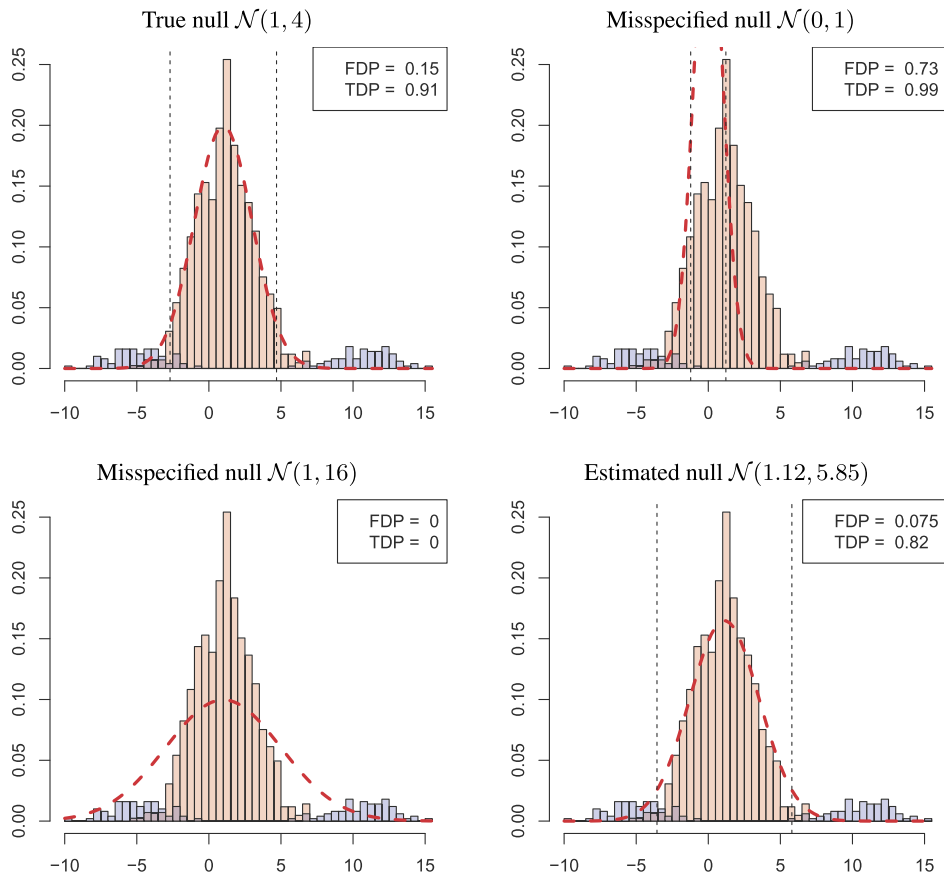 True null 𝒩(1, 4)
FDP = 0.15
TDP = 0.91
0.25
0.20
0.15
0.10
0.05
0.00
−10 −5 0 5 10 15
Misspecified null 𝒩(0, 1)
FDP = 0.73
TDP = 0.99
0.25
0.20
0.15
0.10
0.05
0.00
−10 −5 0 5 10 15
Misspecified null 𝒩(1, 16)
FDP = 0
TDP = 0
0.25
0.20
0.15
0.10
0.05
0.00
−10 −5 0 5 10 15
Estimated null 𝒩(1.12, 5.85)
FDP = 0.075
TDP = 0.82
0.25
0.20
0.15
0.10
0.05
0.00
−10 −5 0 5 10 15